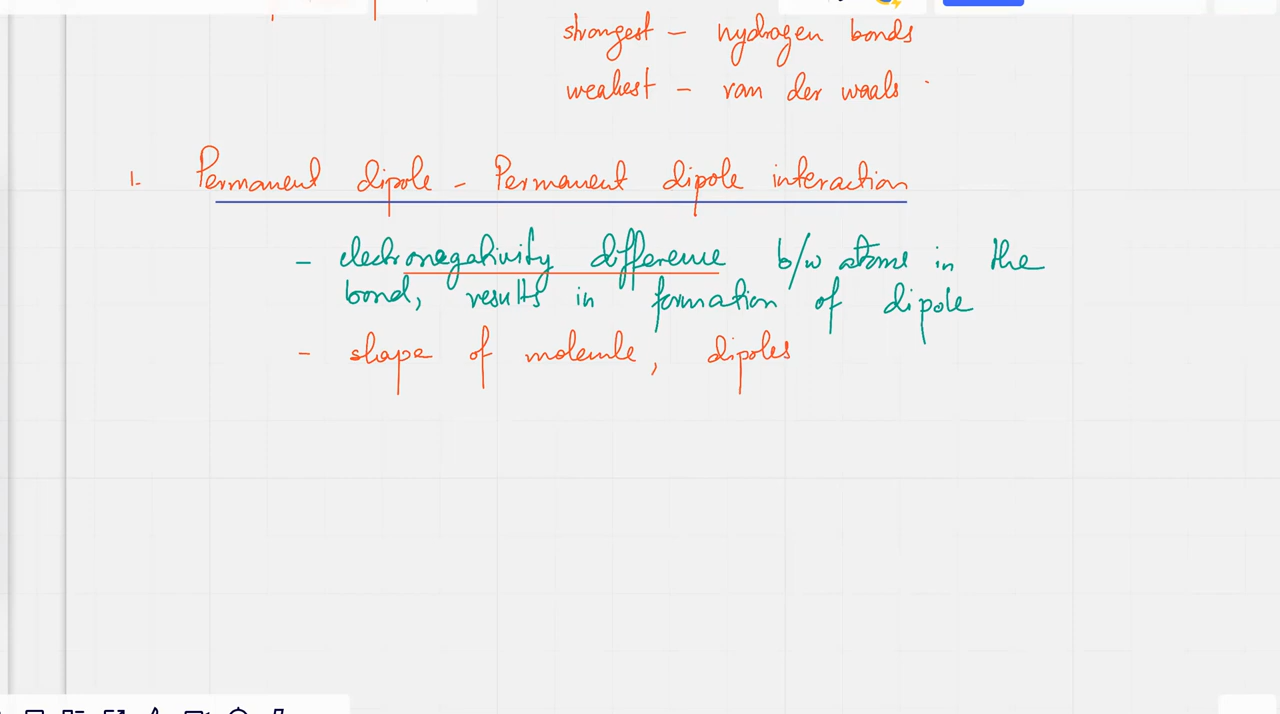 strongest - hydrogen bonds
weakest - van der waals
1. Permanent dipole - Permanent dipole interaction
- electronegativity difference b/w atoms in the
bond, results in formation of dipole
- shape of molecule, dipoles